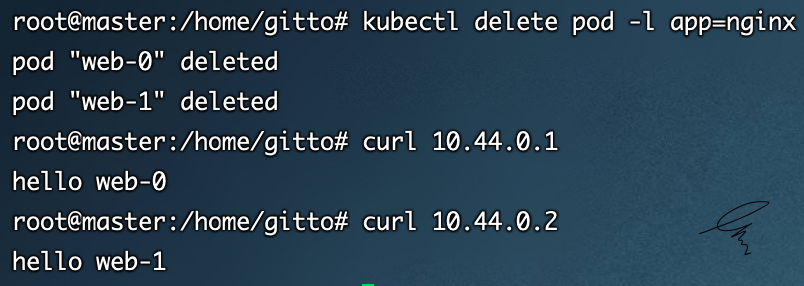 root@master:/home/gitto# kubectl delete pod -l app=nginx
pod "web-0" deleted
pod "web-1" deleted
root@master:/home/gitto# curl 10.44.0.1
hello web-0
root@master:/home/gitto# curl 10.44.0.2
hello web-1